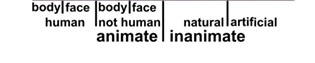 body face body face
human not human natural artificial
animate inanimate